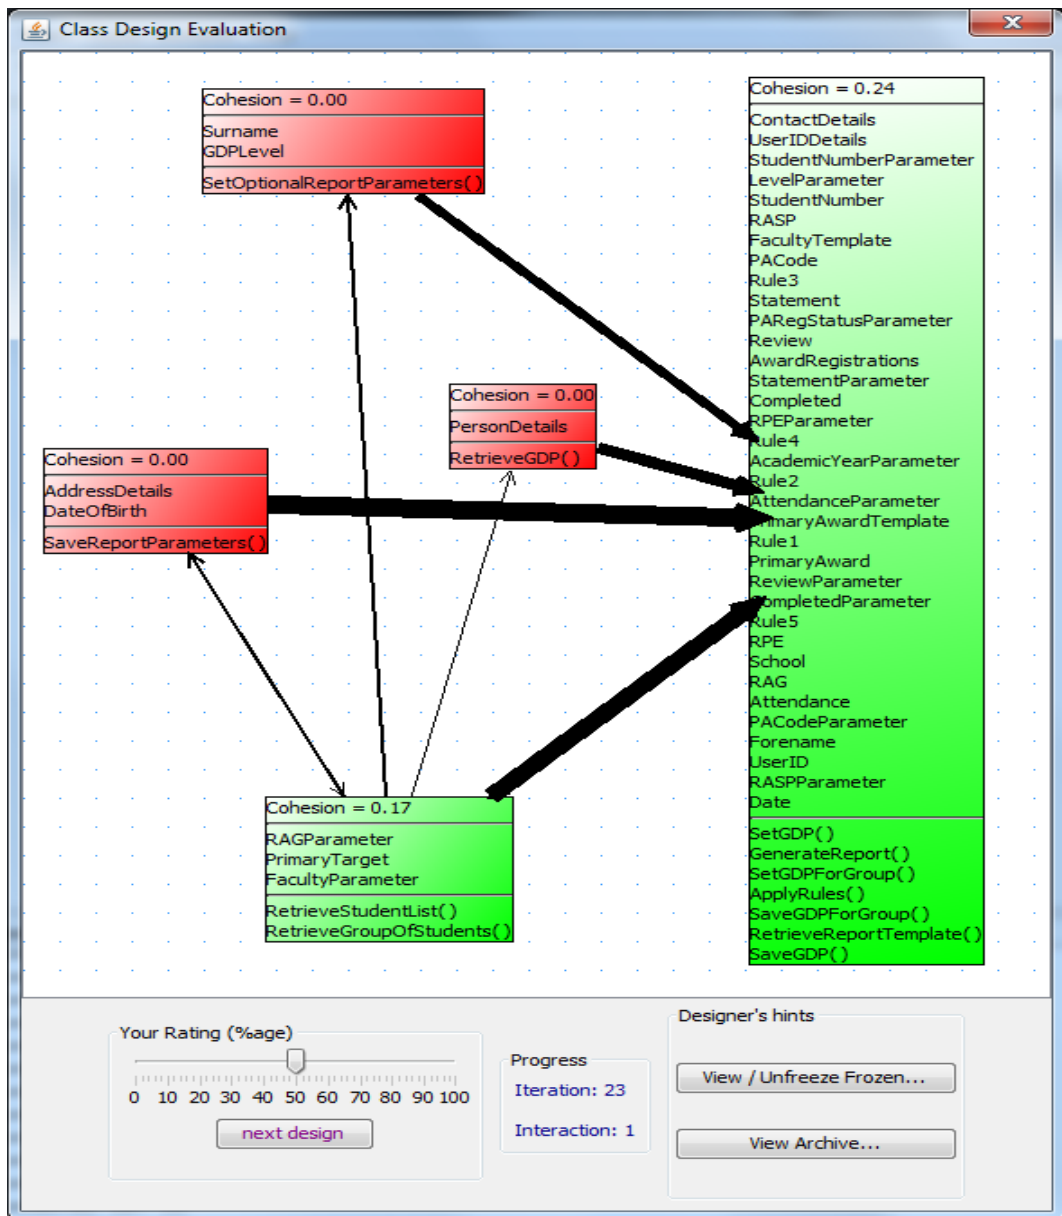 Class Design Evaluation
Cohesion = 0.00
Surname
GDPLevel
SetOptionalReportParameters()
Cohesion = 0.24
ContactDetails
UserIDDetails
StudentNumberParameter
LevelParameter
StudentNumber
RASP
FacultyTemplate
PACode
Rule3
Statement
PARegStatusParameter
Review
AwardRegistrations
StatementParameter
Completed
RPEParameter
Rule4
AcademicYearParameter
Rule2
AttendanceParameter
PrimaryAwardTemplate
Rule1
PrimaryAward
ReviewParameter
CompletedParameter
Rule5
RPE
School
RAG
Attendance
PACodeParameter
Forename
UserID
RASPParameter
Date
SetGDP()
GenerateReport()
SetGDPForGroup()
ApplyRules()
SaveGDPForGroup()
RetrieveReportTemplate()
SaveGDP()
Cohesion = 0.00
PersonDetails
RetrieveGDP()
Cohesion = 0.00
AddressDetails
DateOfBirth
SaveReportParameters()
Cohesion = 0.17
RAGParameter
PrimaryTarget
FacultyParameter
RetrieveStudentList()
RetrieveGroupOfStudents()
Your Rating (%age)
0 10 20 30 40 50 60 70 80 90 100
next design
Progress
Iteration: 23
Interaction: 1
Designer's hints
View / Unfreeze Frozen...
View Archive...